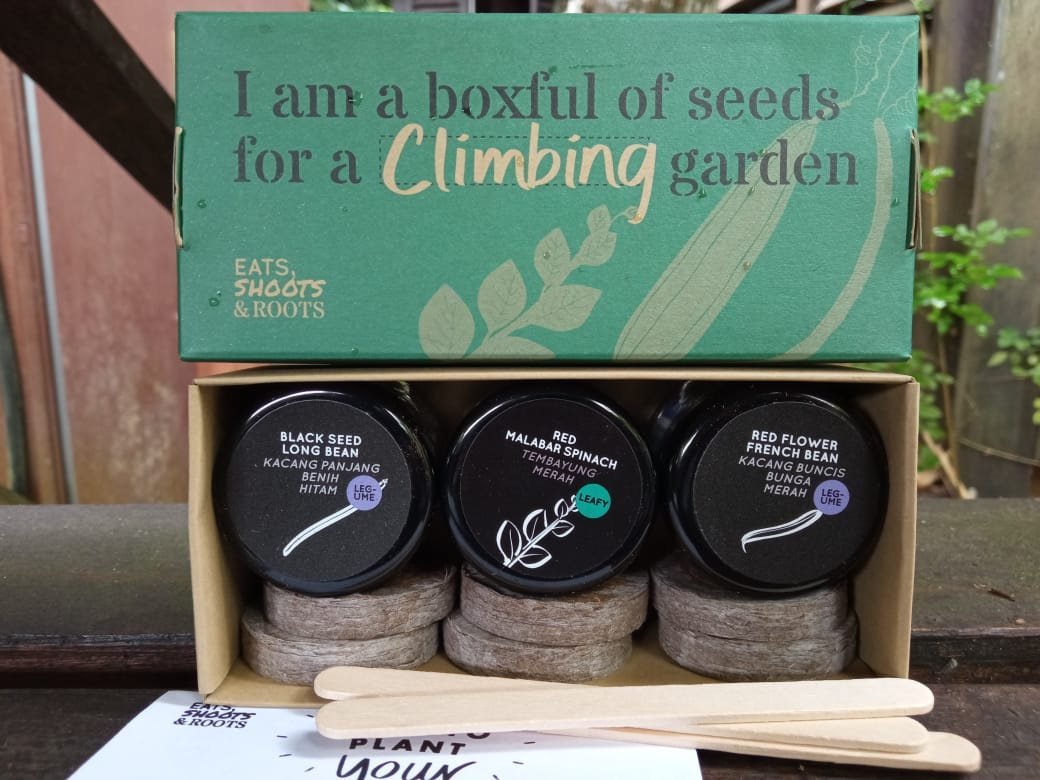 I am a boxful of seeds
for a Climbing garden
EATS,
SHOOTS
& ROOTS
BLACK SEED
LONG BEAN
KACANG PANJANG
BENIH
HITAM
LEG-
UME
RED
MALABAR SPINACH
TEMBAYUNG
MERAH
LEAFY
RED FLOWER
FRENCH BEAN
KACANG BUNCIS
BUNGA
MERAH
LEG-
UME
EATS,
SHOOTS
& ROOTS
PLANT
YOUR